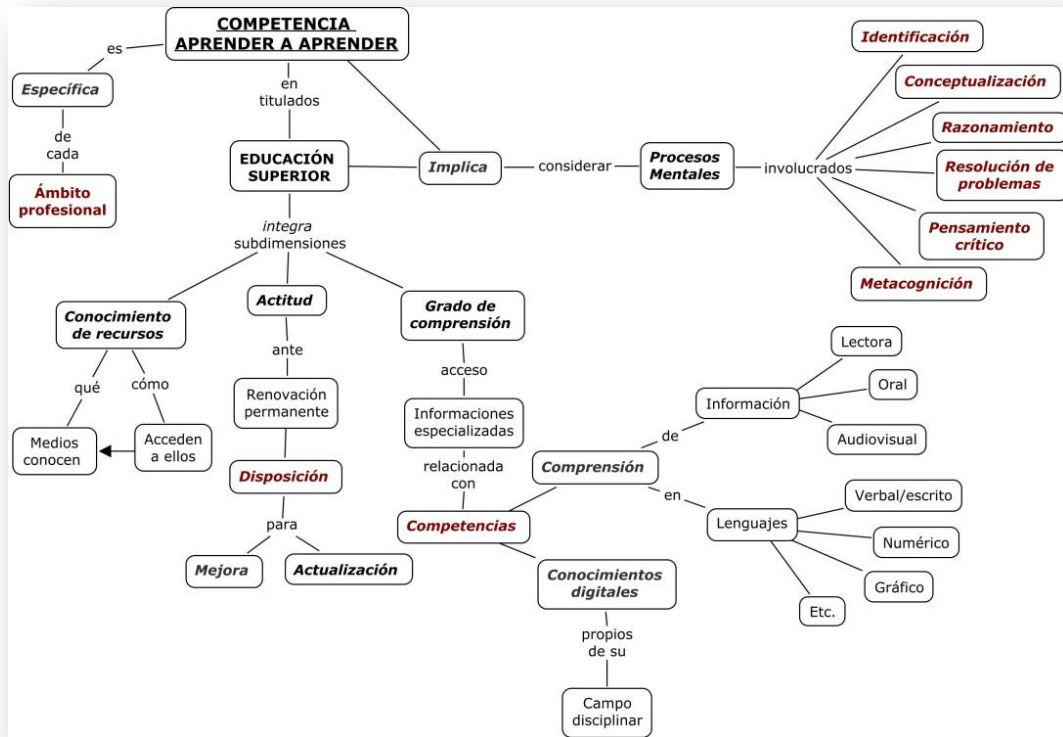 COMPETENCIA
APRENDER A APRENDER
es
Específica
de
cada
Ámbito
profesional
en
titulados
EDUCACIÓN
SUPERIOR
Implica
considerar
Procesos
Mentales
involucrados
Identificación
Conceptualización
Razonamiento
Resolución de
problemas
Pensamiento
crítico
Metacognición
integra
subdimensiones
Conocimiento
de recursos
qué
cómo
Medios
conocen
Acceden
a ellos
Actitud
ante
Renovación
permanente
Disposición
para
Mejora
Actualización
Grado de
comprensión
acceso
Informaciones
especializadas
relacionada
con
Competencias
Comprensión
de
Información
Lectora
Oral
Audiovisual
en
Lenguajes
Verbal/escrito
Numérico
Gráfico
Etc.
Conocimientos
digitales
propios
de su
Campo
disciplinar